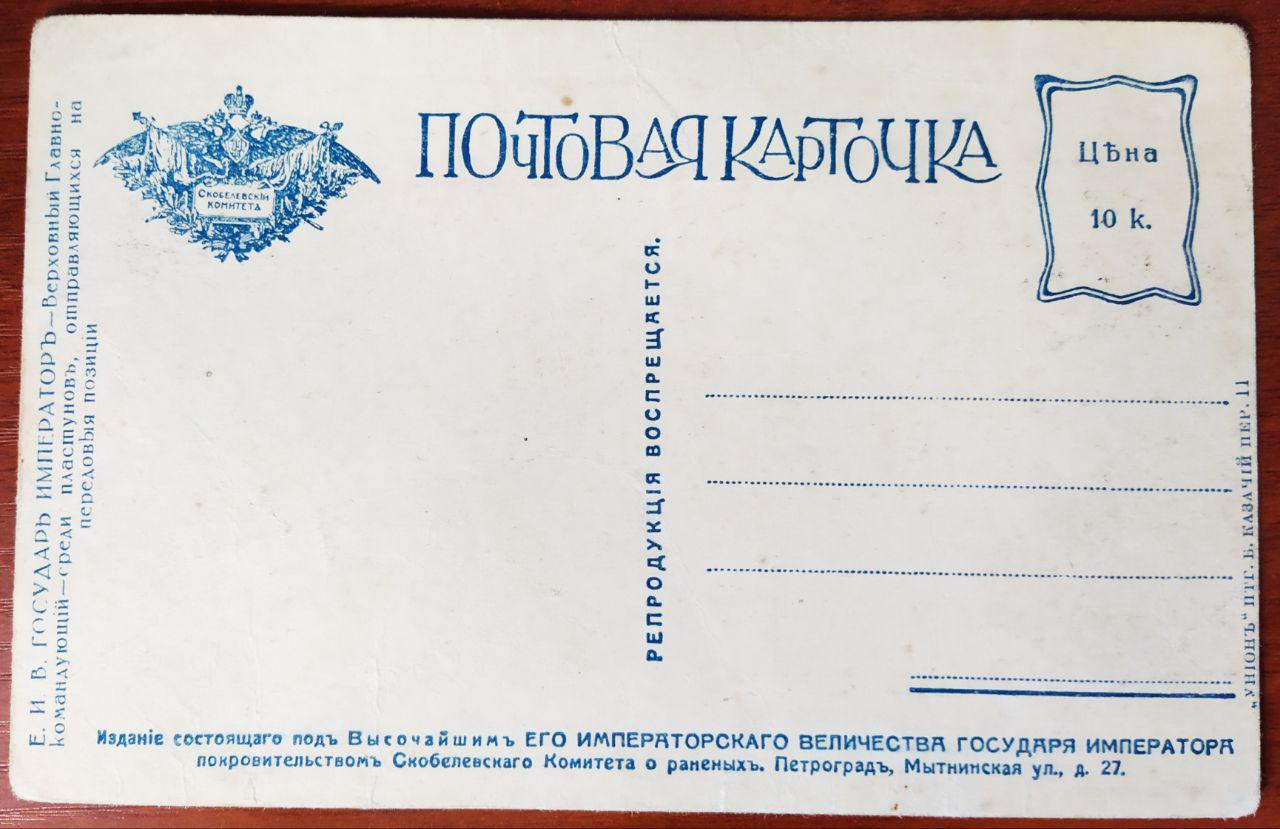 ПОЧТОВАЯ КАРТОЧКА
СКОБЕЛЕВСКІЙ
КОМИТЕТЪ
Цѣна
10 к.
Е. И. В. ГОСУДАРЬ ИМПЕРАТОРЪ—Верховный Главно-
командующій—среди пластуновъ, отправляющихся на
передовыя позиціи
РЕПРОДУКЦІЯ ВОСПРЕЩАЕТСЯ.
„УНІОНЪ“ ПТГ. Б. КАЗАЧІЙ ПЕР. 11
Изданіе состоящаго подъ Высочайшимъ ЕГО ИМПЕРАТОРСКАГО ВЕЛИЧЕСТВА ГОСУДАРЯ ИМПЕРАТОРА
покровительствомъ Скобелевскаго Комитета о раненыхъ. Петроградъ, Мытнинская ул., д. 27.